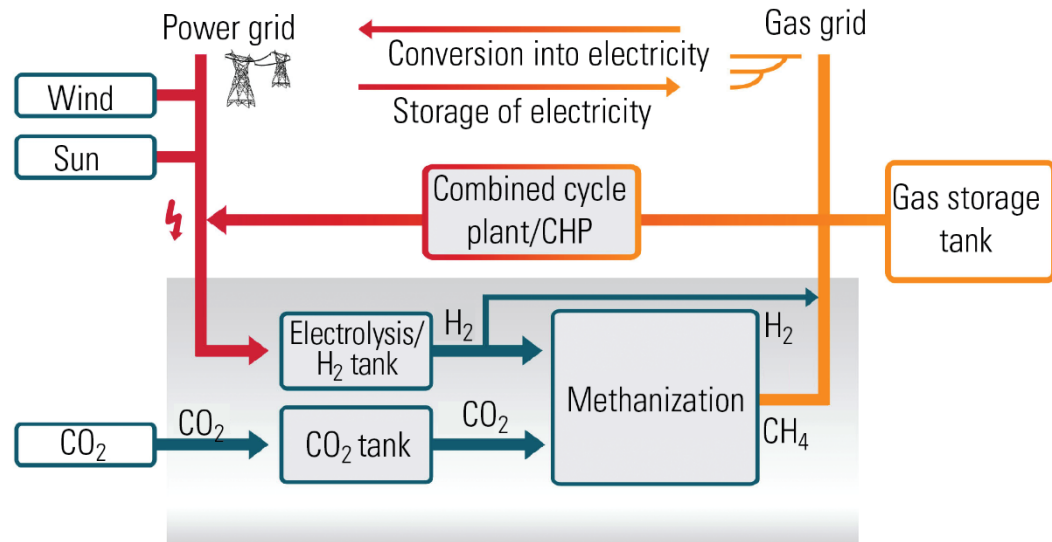 Power grid
Gas grid
Conversion into electricity
Storage of electricity
Wind
Sun
Combined cycle
plant/CHP
Gas storage
tank
Electrolysis/
H₂ tank
H₂
H₂
Methanization
CO₂
CO₂
CO₂ tank
CO₂
CH₄